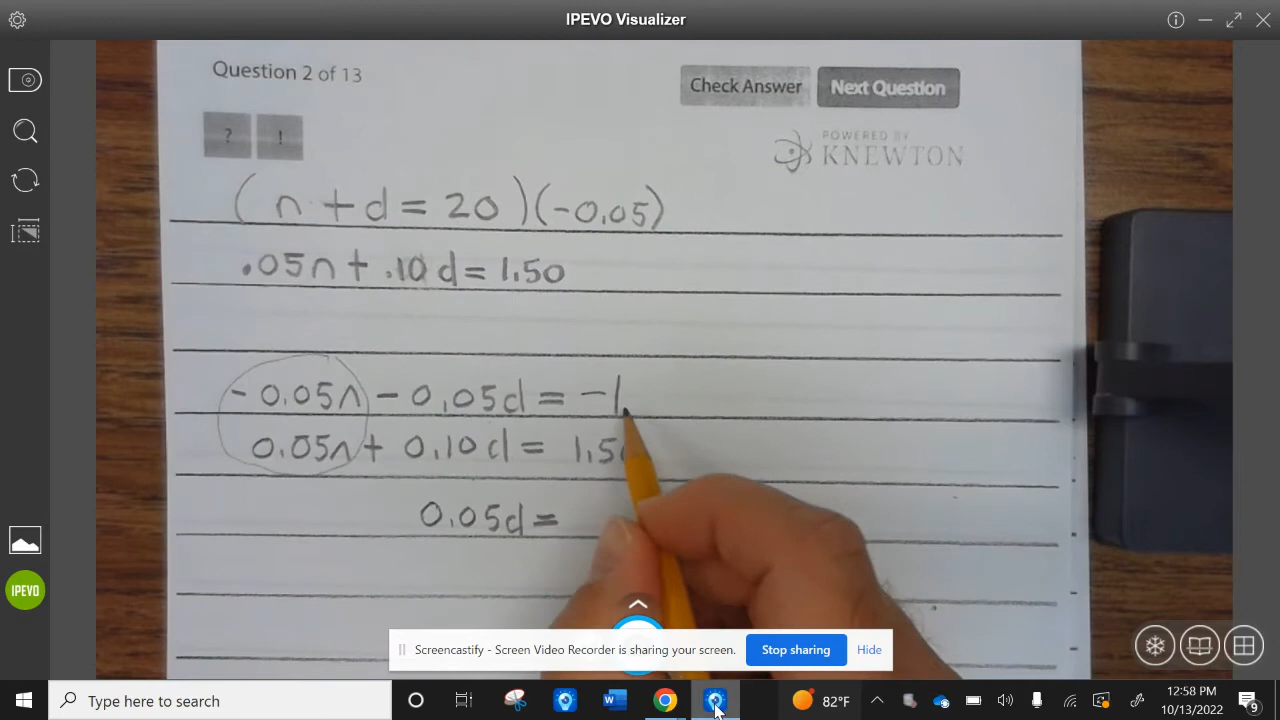 IPEVO Visualizer
Question 2 of 13
Check Answer
Next Question
?
!
POWERED BY
KNEWTON
( n + d = 20 )(-0.05)
.05n + .10d = 1.50
-0.05n - 0.05d = -1
0.05n + 0.10d = 1.5
0.05d =
IPEVO
Screencastify - Screen Video Recorder is sharing your screen.
Stop sharing
Hide
Type here to search
82°F
12:58 PM
10/13/2022
9